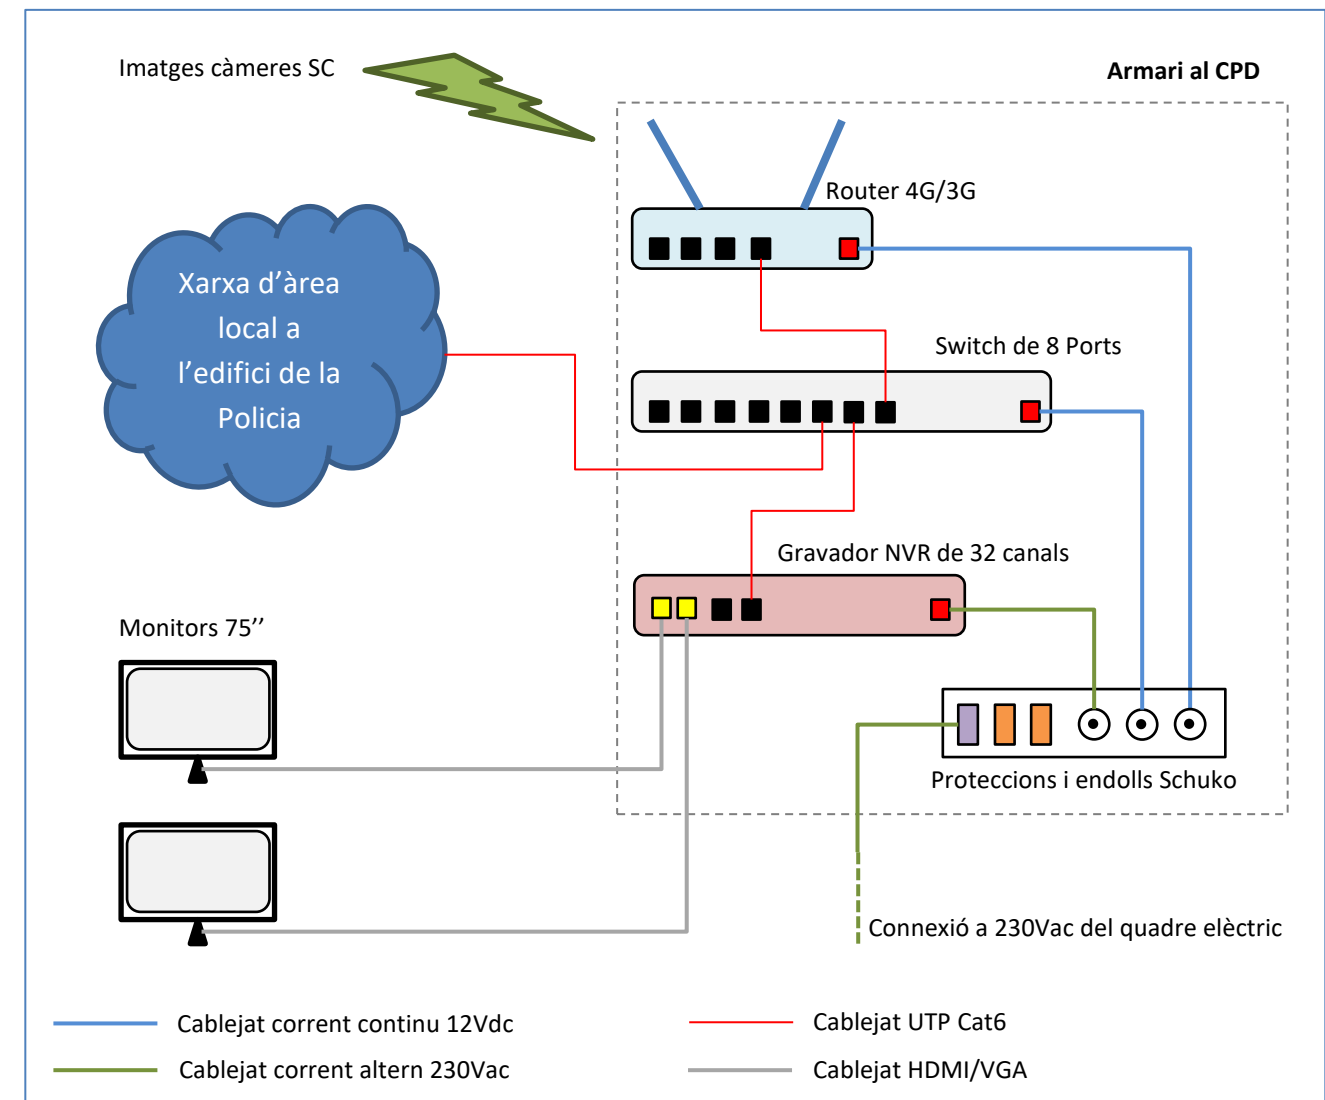 Imatges càmeres SC
Armari al CPD
Router 4G/3G
Xarxa d’àrea
local a
l’edifici de la
Policia
Switch de 8 Ports
Gravador NVR de 32 canals
Monitors 75’’
Proteccions i endolls Schuko
Connexió a 230Vac del quadre elèctric
Cablejat corrent continu 12Vdc
Cablejat UTP Cat6
Cablejat corrent altern 230Vac
Cablejat HDMI/VGA